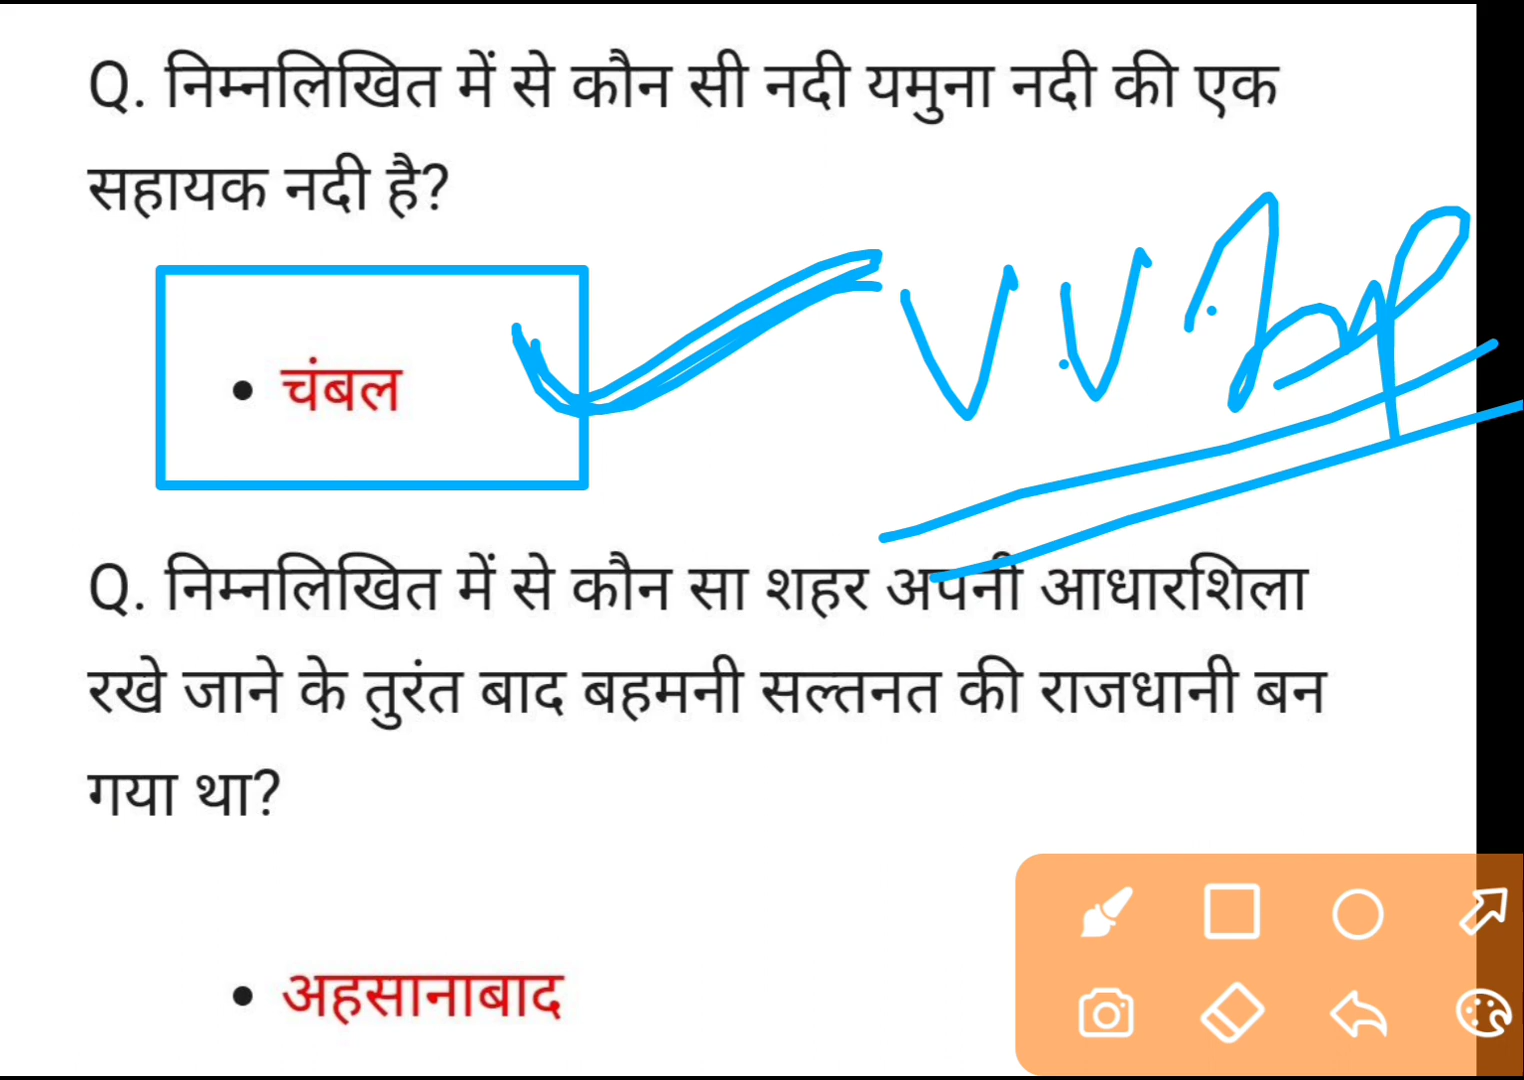 Q. निम्नलिखित में से कौन सी नदी यमुना नदी की एक
सहायक नदी है?
• चंबल
V.V.Imp
Q. निम्नलिखित में से कौन सा शहर अपनी आधारशिला
रखे जाने के तुरंत बाद बहमनी सल्तनत की राजधानी बन
गया था?
• अहसानाबाद